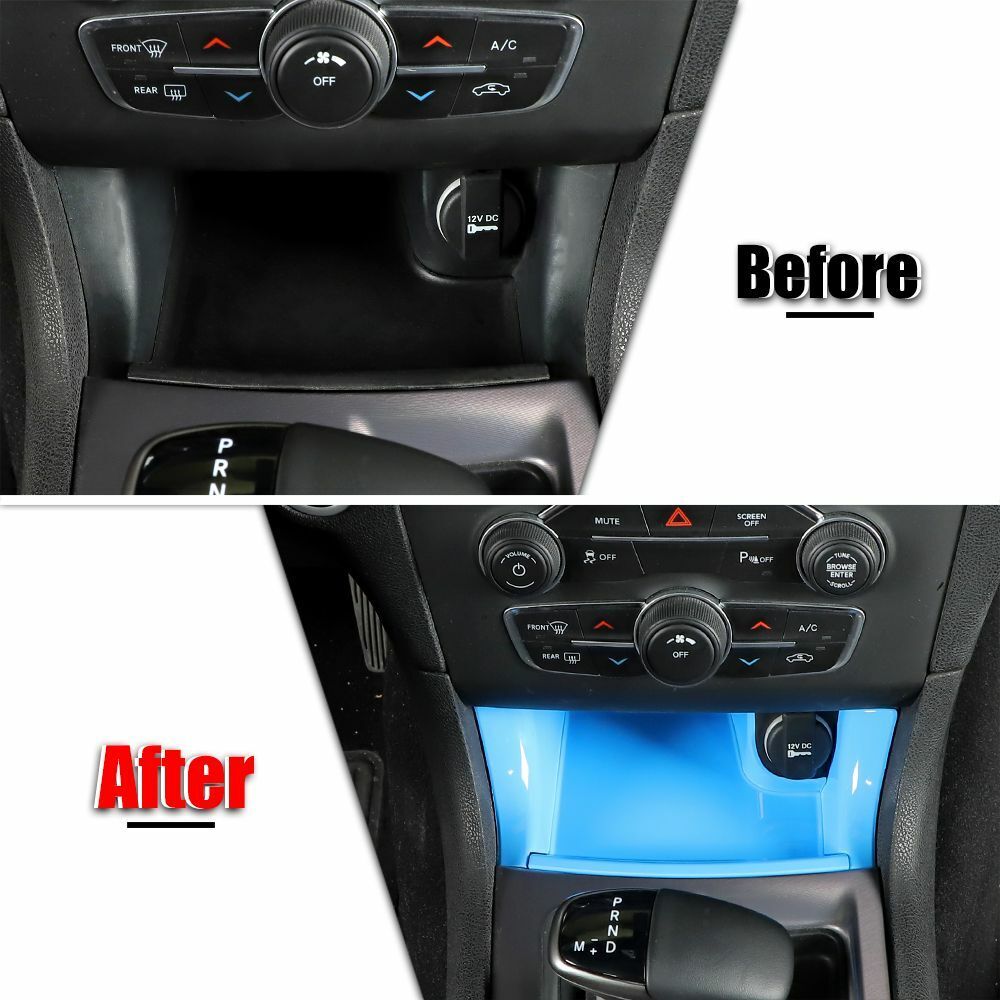 FRONT
A/C
OFF
REAR
12V DC
Before
P
R
N
MUTE
SCREEN
OFF
VOLUME
OFF
P OFF
TUNE
BROWSE
ENTER
SCROLL
FRONT
A/C
REAR
OFF
12V DC
After
P
R
N
M - + D